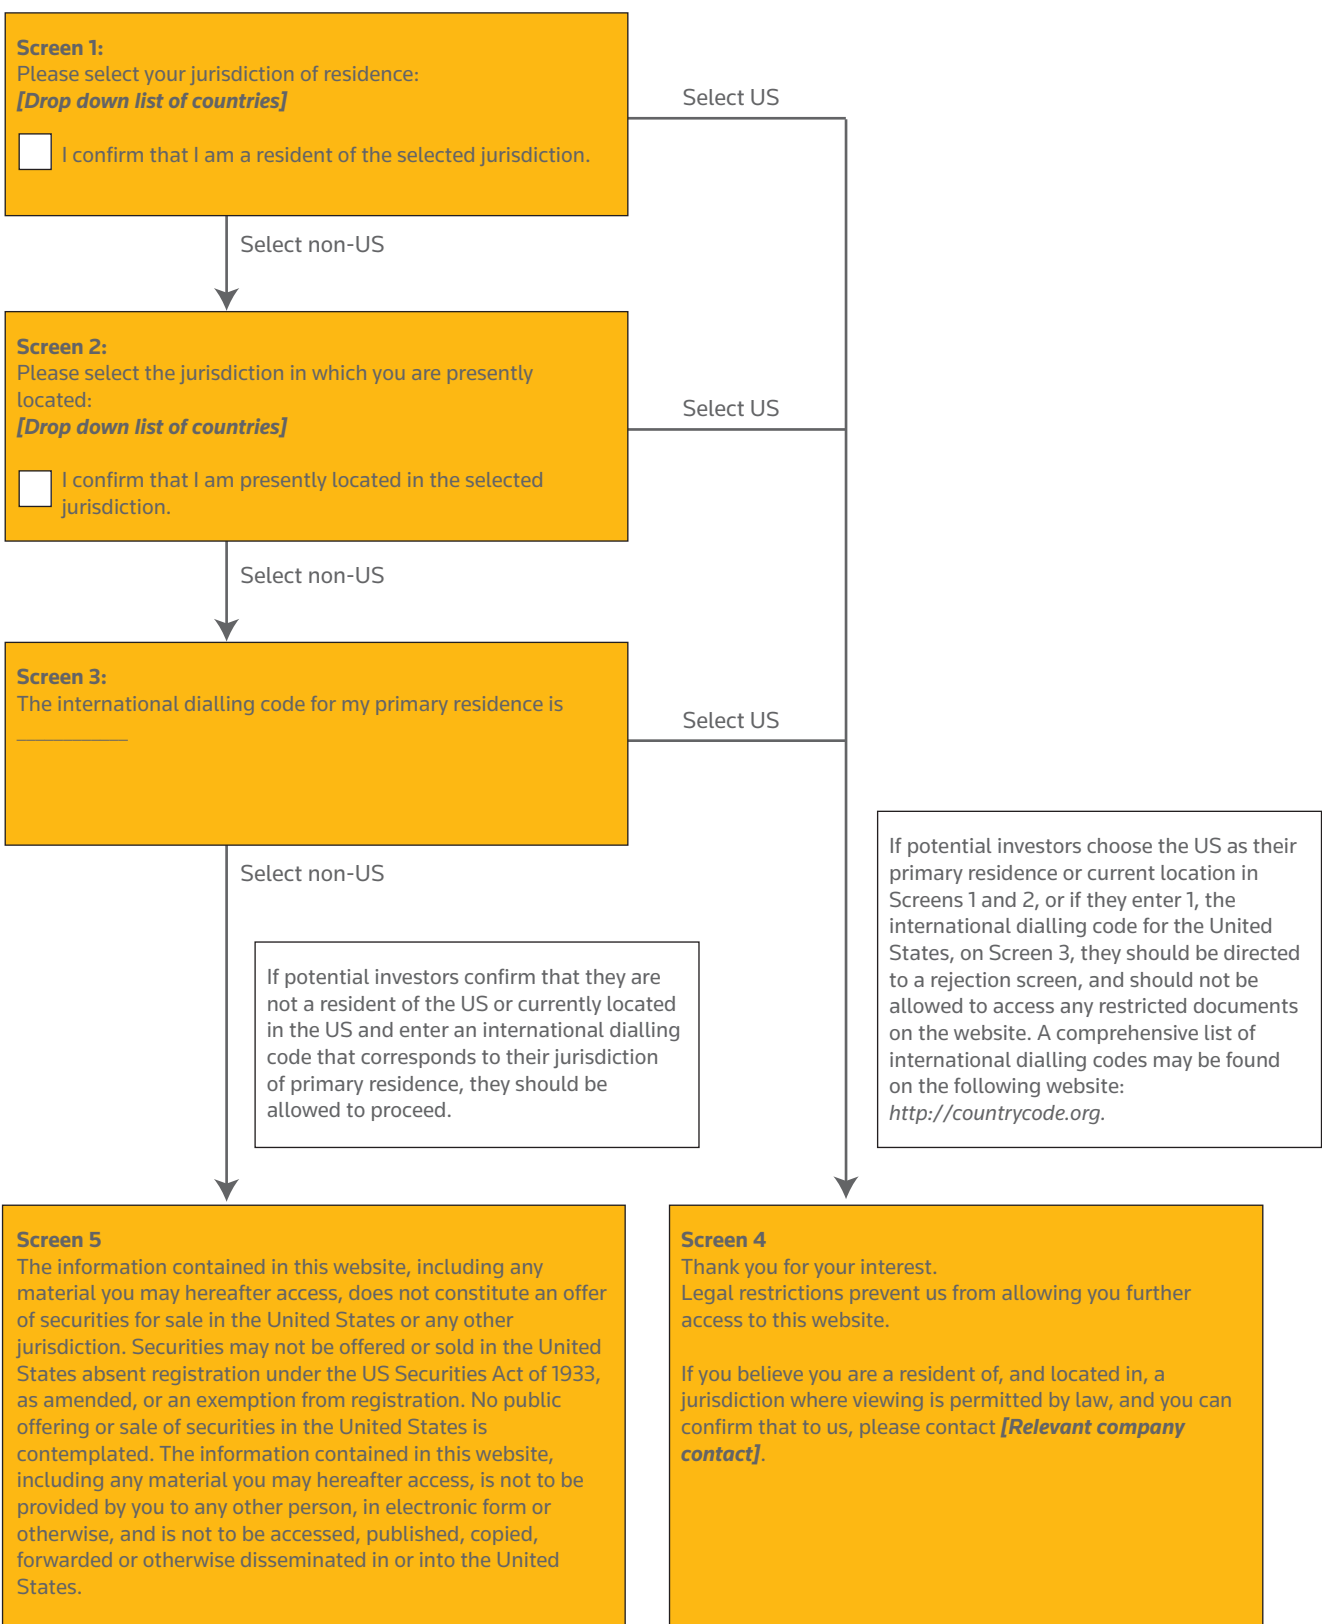 Screen 1:
Please select your jurisdiction of residence:
[Drop down list of countries]
I confirm that I am a resident of the selected jurisdiction.
Select US
Select non-US
Screen 2:
Please select the jurisdiction in which you are presently
located:
[Drop down list of countries]
I confirm that I am presently located in the selected
jurisdiction.
Select US
Select non-US
Screen 3:
The international dialling code for my primary residence is
___________
Select US
Select non-US
If potential investors confirm that they are
not a resident of the US or currently located
in the US and enter an international dialling
code that corresponds to their jurisdiction
of primary residence, they should be
allowed to proceed.
If potential investors choose the US as their
primary residence or current location in
Screens 1 and 2, or if they enter 1, the
international dialling code for the United
States, on Screen 3, they should be directed
to a rejection screen, and should not be
allowed to access any restricted documents
on the website. A comprehensive list of
international dialling codes may be found
on the following website:
http://countrycode.org.
Screen 5
The information contained in this website, including any
material you may hereafter access, does not constitute an offer
of securities for sale in the United States or any other
jurisdiction. Securities may not be offered or sold in the United
States absent registration under the US Securities Act of 1933,
as amended, or an exemption from registration. No public
offering or sale of securities in the United States is
contemplated. The information contained in this website,
including any material you may hereafter access, is not to be
provided by you to any other person, in electronic form or
otherwise, and is not to be accessed, published, copied,
forwarded or otherwise disseminated in or into the United
States.
Screen 4
Thank you for your interest.
Legal restrictions prevent us from allowing you further
access to this website.
If you believe you are a resident of, and located in, a
jurisdiction where viewing is permitted by law, and you can
confirm that to us, please contact [Relevant company
contact].